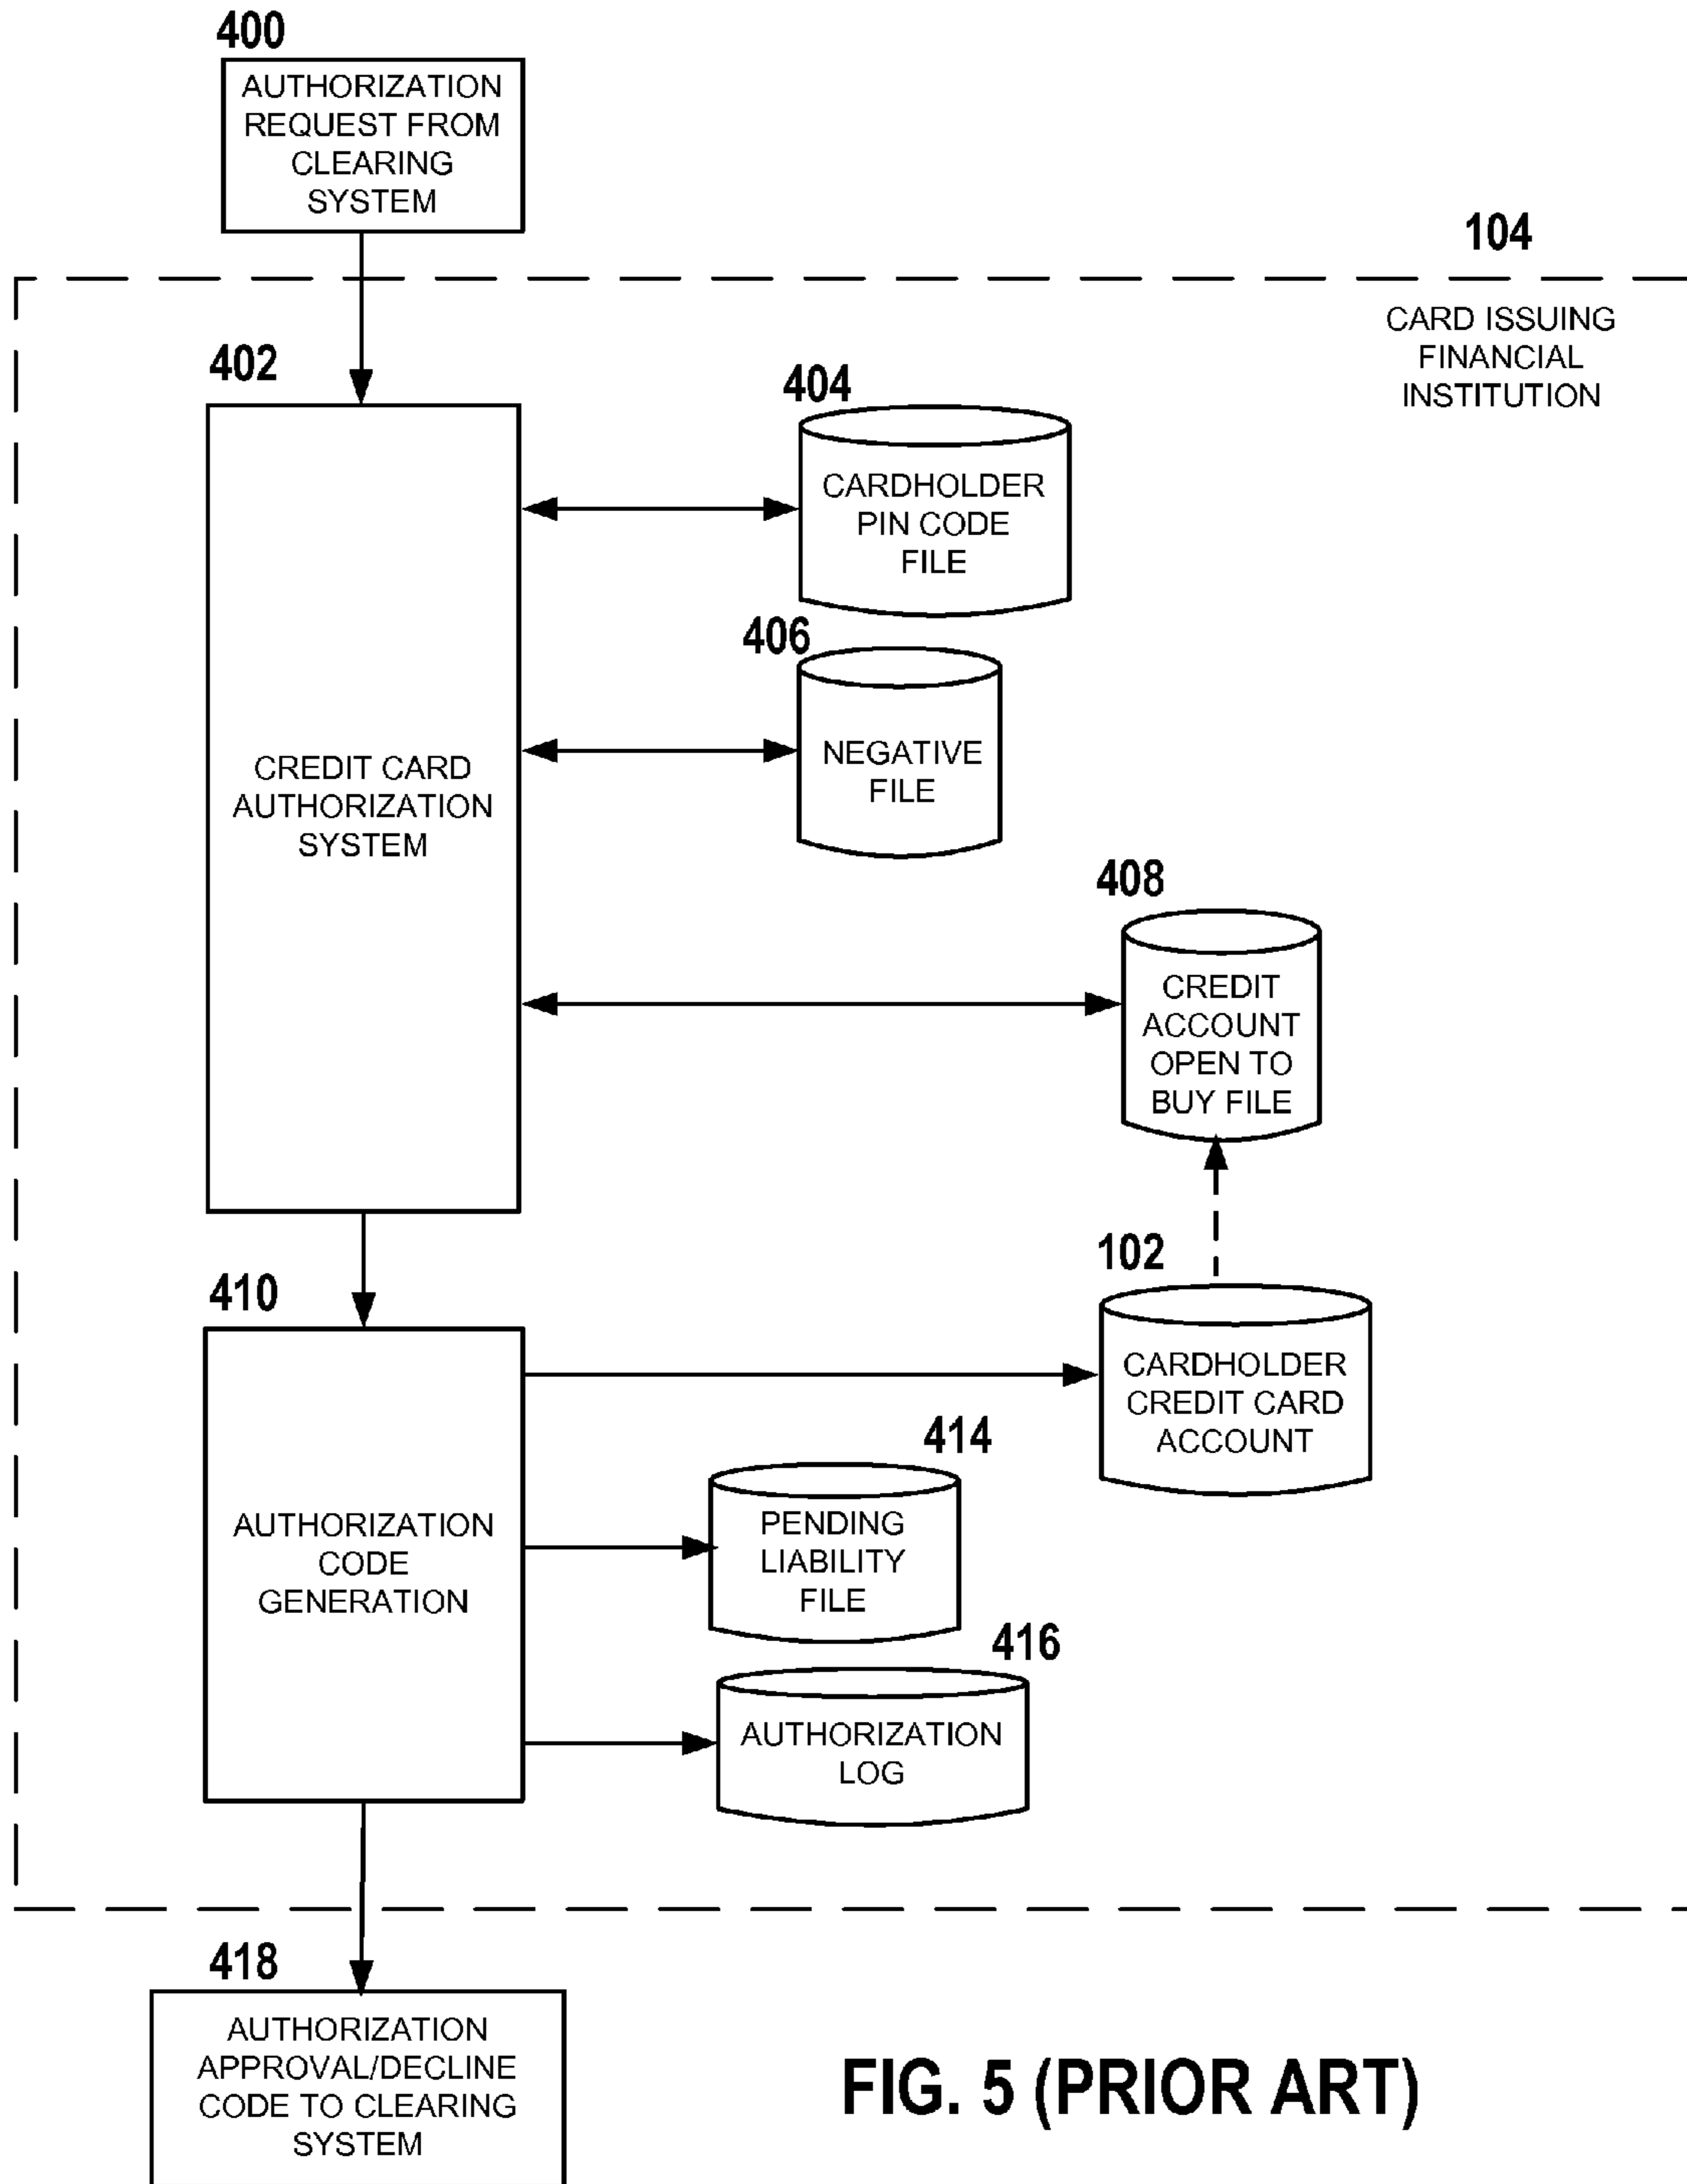 400
AUTHORIZATION
REQUEST FROM
CLEARING
SYSTEM
104
CARD ISSUING
FINANCIAL
INSTITUTION
402
CREDIT CARD
AUTHORIZATION
SYSTEM
404
CARDHOLDER
PIN CODE
FILE
406
NEGATIVE
FILE
408
CREDIT
ACCOUNT
OPEN TO
BUY FILE
102
CARDHOLDER
CREDIT CARD
ACCOUNT
410
AUTHORIZATION
CODE
GENERATION
414
PENDING
LIABILITY
FILE
416
AUTHORIZATION
LOG
418
AUTHORIZATION
APPROVAL/DECLINE
CODE TO CLEARING
SYSTEM
FIG. 5 (PRIOR ART)